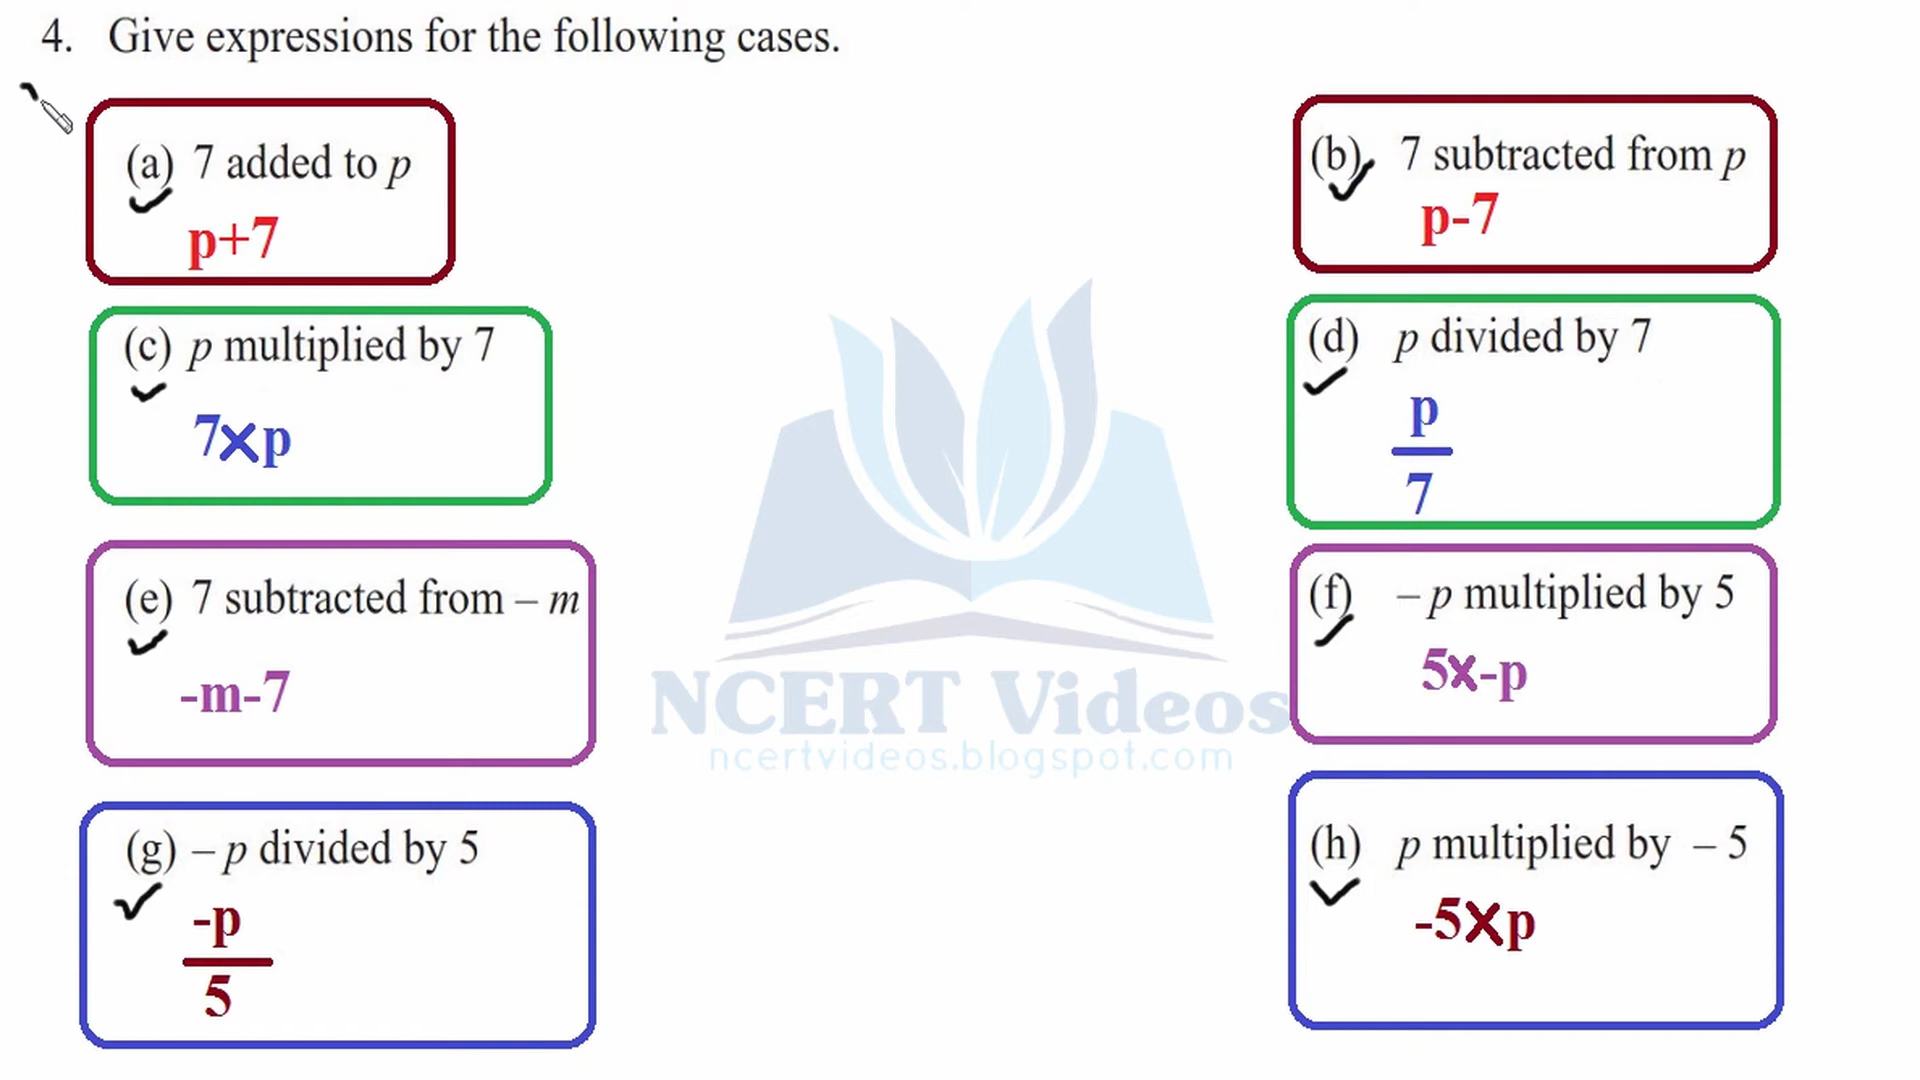 4. Give expressions for the following cases.
(a) 7 added to p
p+7
(b) 7 subtracted from p
p-7
(c) p multiplied by 7
7×p
(d) p divided by 7
p
7
(e) 7 subtracted from – m
-m-7
(f) – p multiplied by 5
5×-p
NCERT Videos
ncertvideos.blogspot.com
(g) – p divided by 5
-p
5
(h) p multiplied by – 5
-5×p